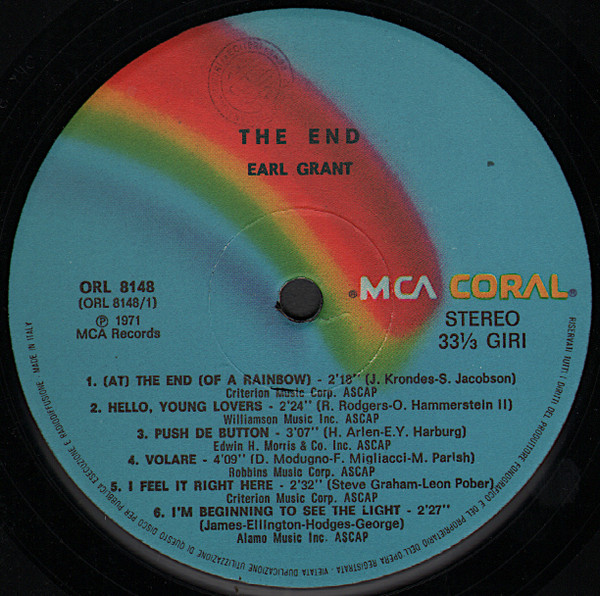 THE END
EARL GRANT
ORL 8148
(ORL 8148/1)
℗ 1971
MCA Records
MCA CORAL®
STEREO
33⅓ GIRI
1. (AT) THE END (OF A RAINBOW) - 2'18'' (J. Krondes-S. Jacobson)
Criterion Music Corp. ASCAP
2. HELLO, YOUNG LOVERS - 2'24'' (R. Rodgers-O. Hammerstein II)
Williamson Music Inc. ASCAP
3. PUSH DE BUTTON - 3'07'' (H. Arlen-E.Y. Harburg)
Edwin H. Morris & Co. Inc. ASCAP
4. VOLARE - 4'09'' (D. Modugno-F. Migliacci-M. Parish)
Robbins Music Corp. ASCAP
5. I FEEL IT RIGHT HERE - 2'32'' (Steve Graham-Leon Pober)
Criterion Music Corp. ASCAP
6. I'M BEGINNING TO SEE THE LIGHT - 2'27''
(James-Ellington-Hodges-George)
Alamo Music Inc. ASCAP
RISERVATI TUTTI I DIRITTI DEL PRODUTTORE FONOGRAFICO E DEL PROPRIETARIO DELL'OPERA REGISTRATA - VIETATA DUPLICAZIONE UTILIZZAZIONE DI QUESTO DISCO PER PUBBLICA ESECUZIONE E RADIODIFFUSIONE - MADE IN ITALY